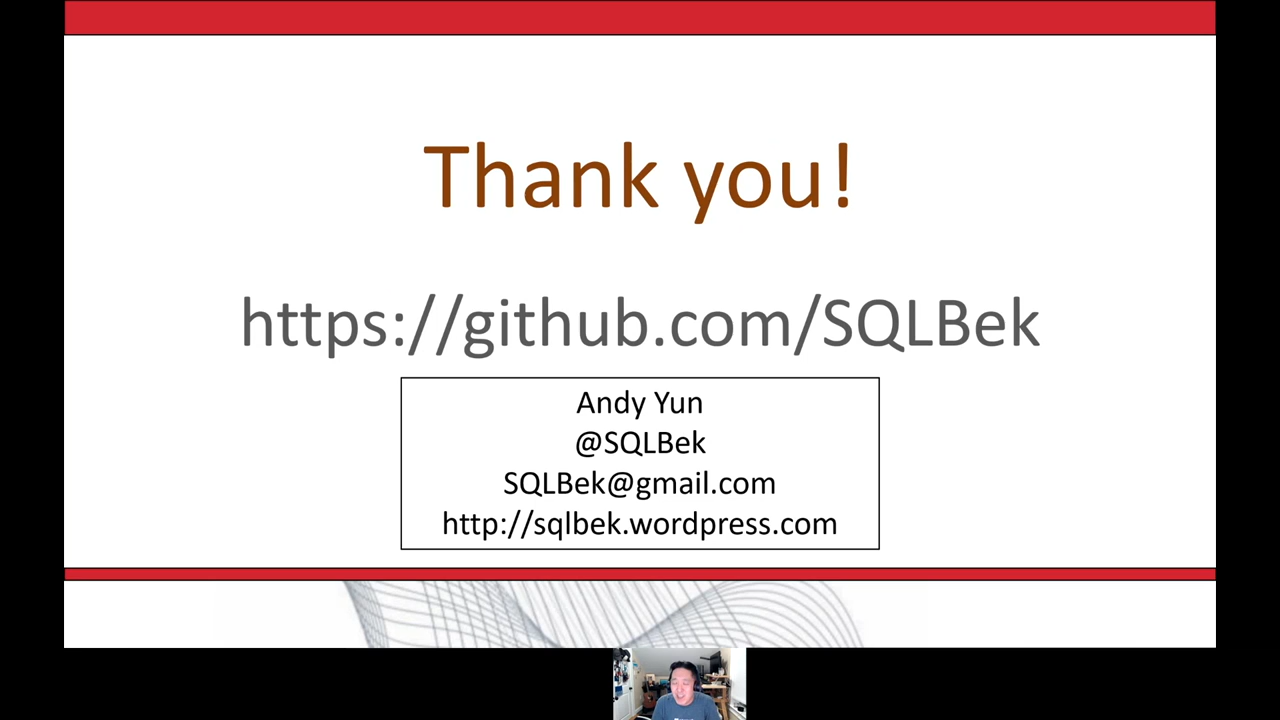 Thank you!
https://github.com/SQLBek
Andy Yun
@SQLBek
SQLBek@gmail.com
http://sqlbek.wordpress.com